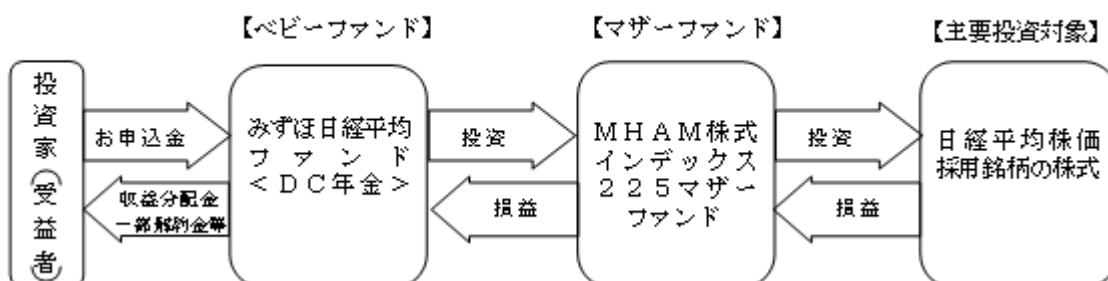 【ベビーファンド】
【マザーファンド】
【主要投資対象】
投資家(受益者)
お申込金
収益分配金
一部解約金等
みずほ日経平均
ファンド
＜ＤＣ年金＞
投資
損益
ＭＨＡＭ株式
インデックス
２２５マザー
ファンド
投資
損益
日経平均株価
採用銘柄の株式